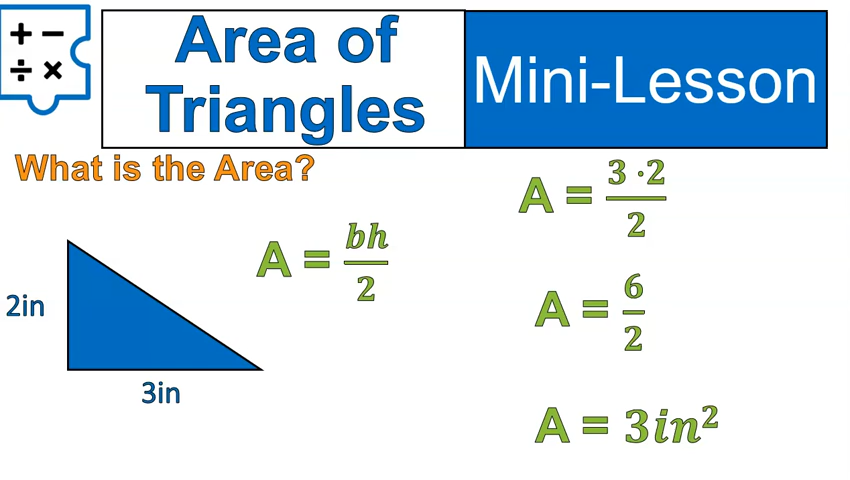 + −
÷ ×
Area of
Triangles
Mini-Lesson
What is the Area?
2in
3in
A = bh/2
A = 3 · 2/2
A = 6/2
A = 3in²